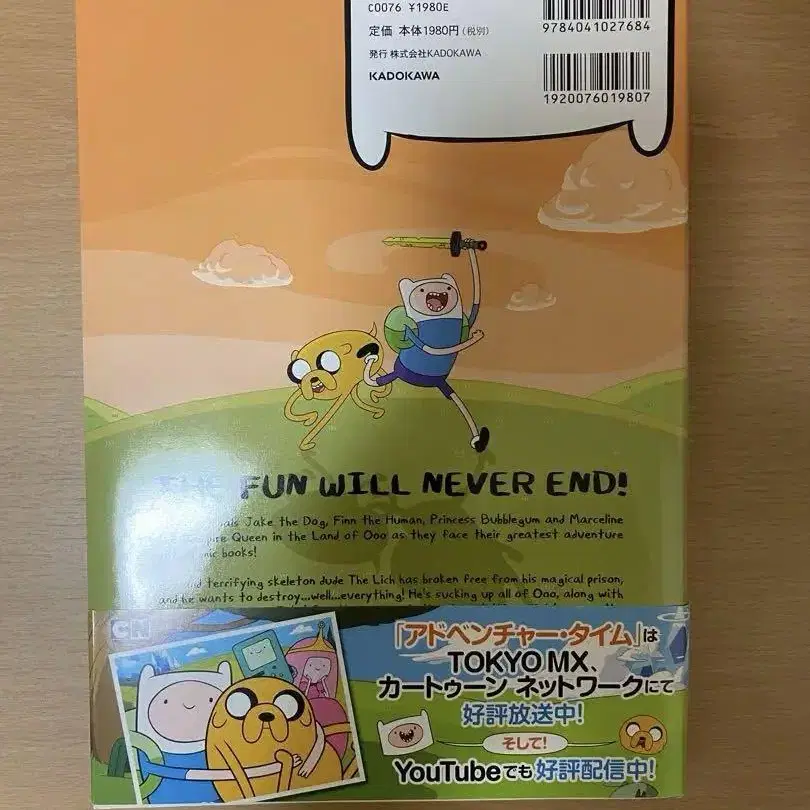 C0076 ¥1980E
定価 本体1980円(税別)
発行 株式会社KADOKAWA
KADOKAWA
9784041027684
1920076019807
THE FUN WILL NEVER END!
Jake the Dog, Finn the Human, Princess Bubblegum and Marceline
Queen in the Land of Ooo as they face their greatest adventure
books!
terrifying skeleton dude The Lich has broken free from his magical prison,
and he wants to destroy...well...everything! He's sucking up all of Ooo, along with
CN
「アドベンチャー・タイム」は
TOKYO MX、
カートゥーン ネットワークにて
好評放送中!
そして!
YouTubeでも好評配信中!